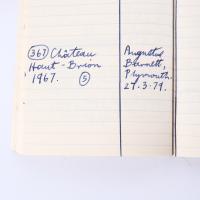 (367) Château
Haut-Brion
1967. (5)
Augustus
Barnett,
Plymouth.
27.3.79.